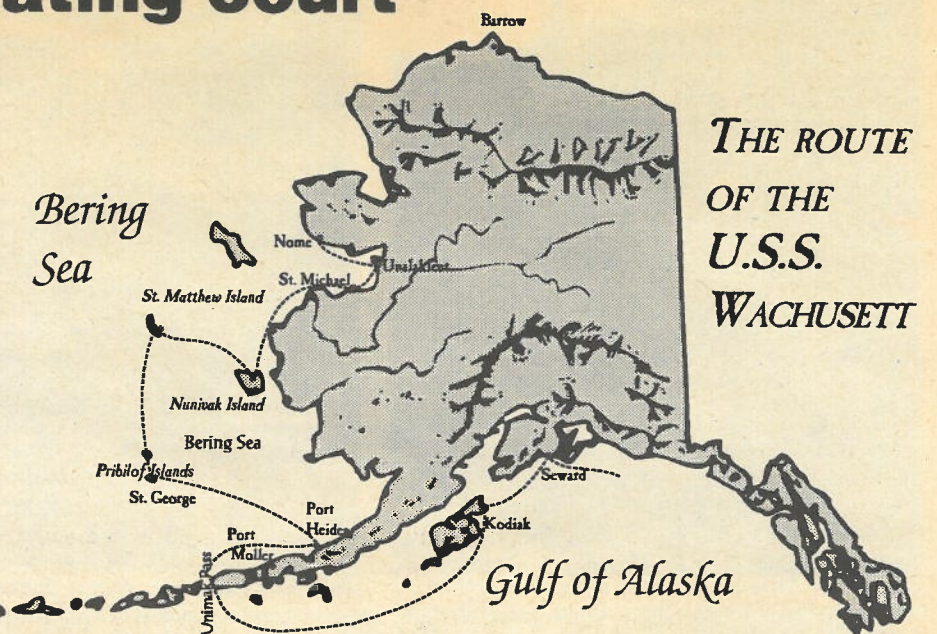 ating court
Barrow
THE ROUTE
OF THE
U.S.S.
WACHUSETT
Bering
Sea
Nome
Unalakleet
St. Michael
St. Matthew Island
Nunivak Island
Bering Sea
Pribilof Islands
St. George
Seward
Port
Heiden
Kodiak
Port
Moller
Unimak Pass
Gulf of Alaska